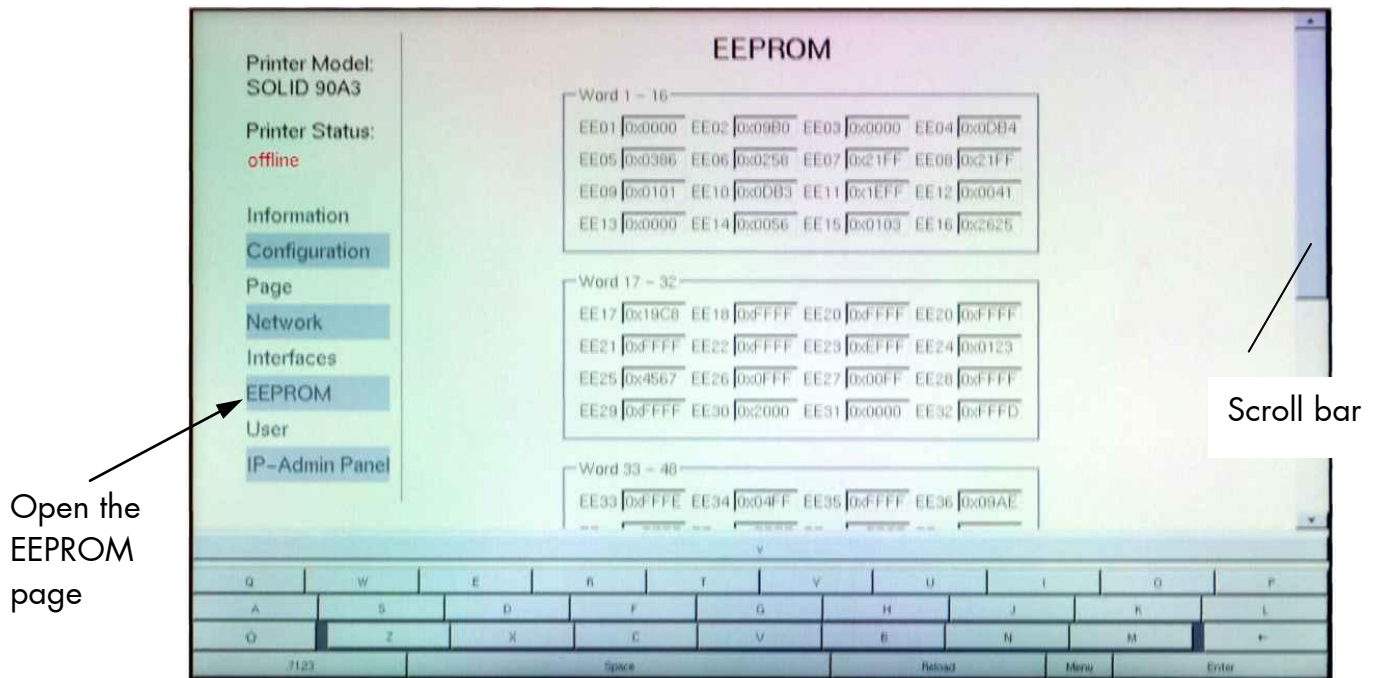 EEPROM
Printer Model:
SOLID 90A3
Printer Status:
offline
Information
Configuration
Page
Network
Interfaces
EEPROM
User
IP-Admin Panel
Word 1 - 16
EE01 0x0000 EE02 0x09B0 EE03 0x0000 EE04 0x0DB4
EE05 0x0386 EE06 0x0258 EE07 0x21FF EE08 0x21FF
EE09 0x0101 EE10 0x0DB3 EE11 0x1EFF EE12 0x0041
EE13 0x0000 EE14 0x0056 EE15 0x0103 EE16 0x2625
Word 17 - 32
EE17 0x19C8 EE18 0xFFFF EE20 0xFFFF EE20 0xFFFF
EE21 0xFFFF EE22 0xFFFF EE23 0xEFFF EE24 0x0123
EE25 0x4567 EE26 0x0FFF EE27 0x00FF EE28 0xFFFF
EE29 0xFFFF EE30 0x2000 EE31 0x0000 EE32 0xFFFD
Word 33 - 48
EE33 0xFFFE EE34 0x04FF EE35 0xFFFF EE36 0x09AE
Scroll bar
Open the
EEPROM
page
v
Q W E R T Y U I O P
A S D F G H J K L
Z X C V B N M ←
.?123 Space Reload Menu Enter